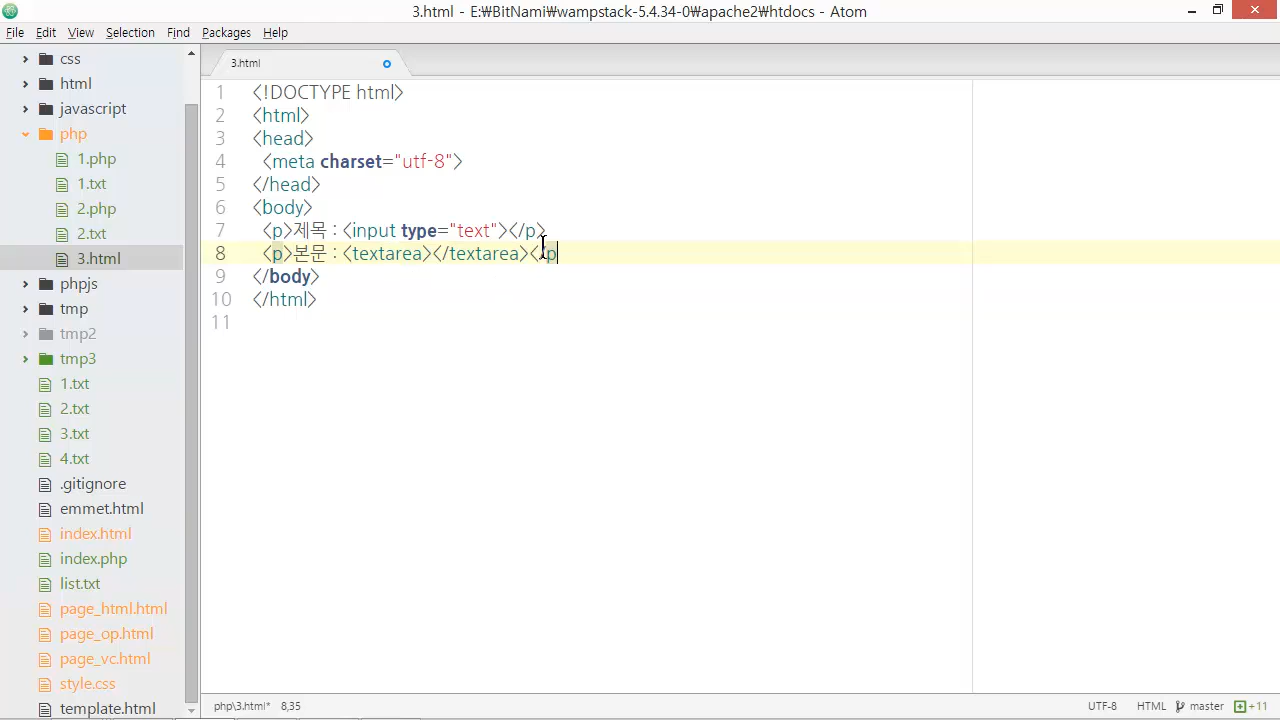 3.html - E:₩BitNami₩wampstack-5.4.34-0₩apache2₩htdocs - Atom
File Edit View Selection Find Packages Help
css
html
javascript
php
1.php
1.txt
2.php
2.txt
3.html
phpjs
tmp
tmp2
tmp3
1.txt
2.txt
3.txt
4.txt
.gitignore
emmet.html
index.html
index.php
list.txt
page_html.html
page_op.html
page_vc.html
style.css
template.html
3.html
1 <!DOCTYPE html>
2 <html>
3 <head>
4 <meta charset="utf-8">
5 </head>
6 <body>
7 <p>제목 : <input type="text"></p>
8 <p>본문 : <textarea></textarea></p
9 </body>
10 </html>
11
php\3.html* 8,35 UTF-8 HTML master +11